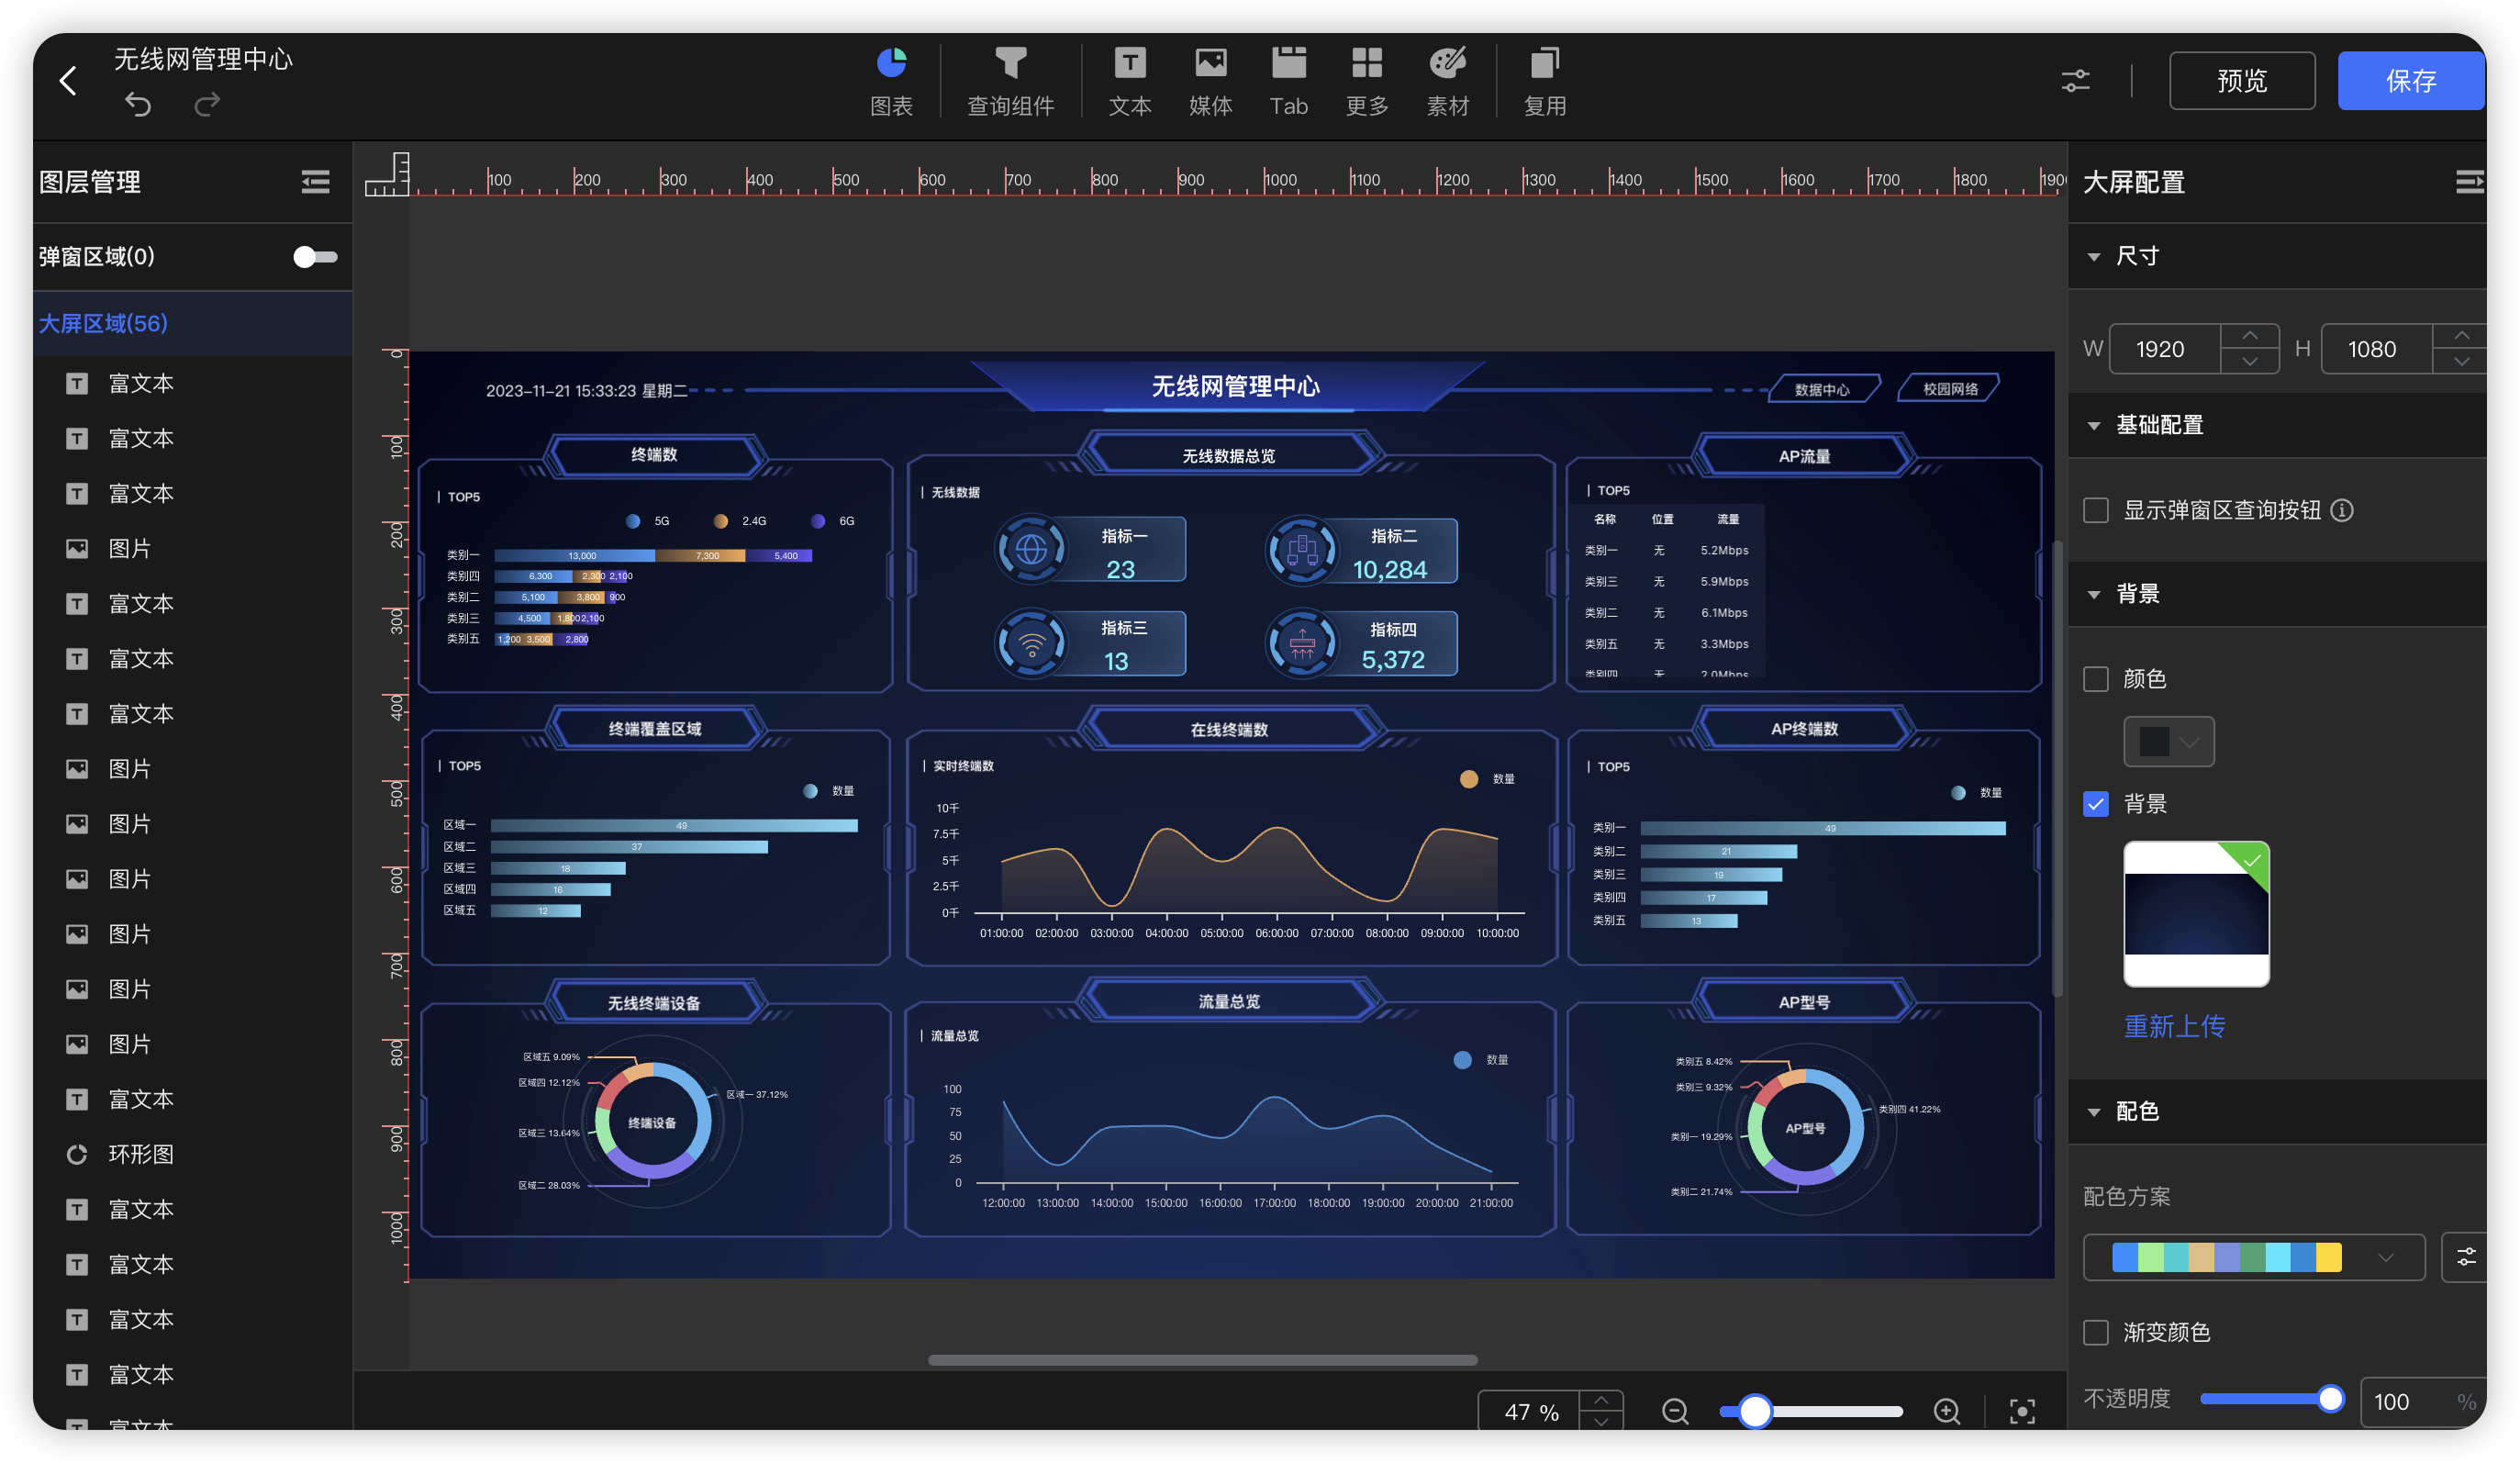 无线网管理中心
图表
查询组件
文本
媒体
Tab
更多
素材
复用
预览
保存
图层管理
弹窗区域(0)
大屏区域(56)
富文本
富文本
富文本
图片
富文本
富文本
富文本
图片
图片
图片
图片
图片
图片
富文本
环形图
富文本
富文本
富文本
富文本
富文本
100 200 300 400 500 600 700 800 900 1000 1100 1200 1300 1400 1500 1600 1700 1800 190
0 100 200 300 400 500 600 700 800 900 1000
2023-11-21 15:33:23 星期二
无线网管理中心
数据中心
校园网络
终端数
TOP5
5G 2.4G 6G
类别一 13,000 7,300 5,400
类别四 6,300 2,300 2,100
类别二 5,100 3,800 900
类别三 4,500 1,800 2,100
类别五 1,200 3,500 2,800
无线数据总览
无线数据
指标一
23
指标二
10,284
指标三
13
指标四
5,372
AP流量
TOP5
名称 位置 流量
类别一 无 5.2Mbps
类别三 无 5.9Mbps
类别二 无 6.1Mbps
类别五 无 3.3Mbps
类别四 无 2.0Mbps
终端覆盖区域
TOP5
数量
区域一 49
区域二 37
区域三 18
区域四 16
区域五 12
在线终端数
实时终端数
数量
10千
7.5千
5千
2.5千
0千
01:00:00 02:00:00 03:00:00 04:00:00 05:00:00 06:00:00 07:00:00 08:00:00 09:00:00 10:00:00
AP终端数
TOP5
数量
类别一 49
类别二 21
类别三 19
类别四 17
类别五 13
无线终端设备
区域五 9.09%
区域四 12.12%
区域一 37.12%
终端设备
区域三 13.64%
区域二 28.03%
流量总览
流量总览
数量
100
75
50
25
0
12:00:00 13:00:00 14:00:00 15:00:00 16:00:00 17:00:00 18:00:00 19:00:00 20:00:00 21:00:00
AP型号
类别五 8.42%
类别三 9.32%
类别四 41.22%
AP型号
类别一 19.29%
类别二 21.74%
47 %
大屏配置
尺寸
W 1920 H 1080
基础配置
显示弹窗区查询按钮
背景
颜色
背景
重新上传
配色
配色方案
渐变颜色
不透明度 100 %